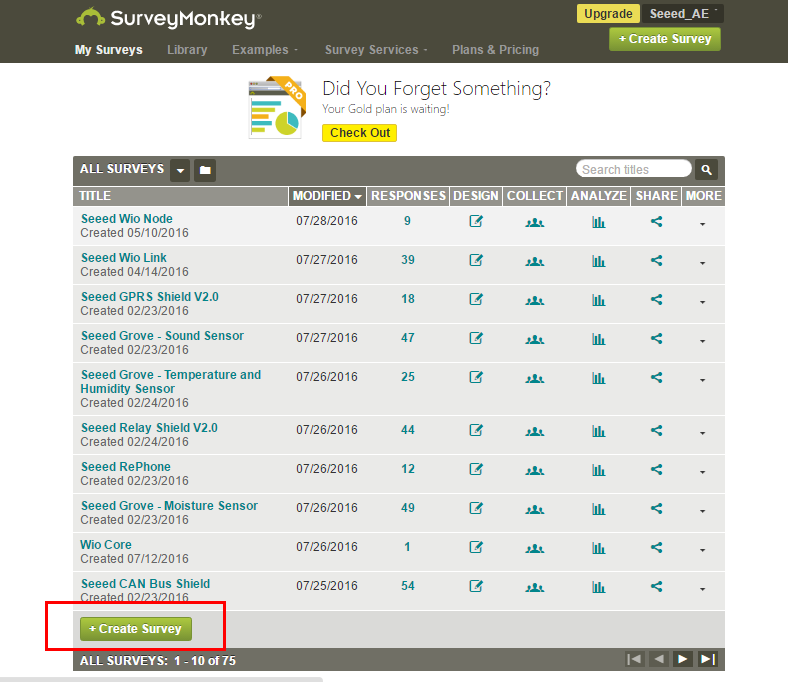 SurveyMonkey®
Upgrade Seeed_AE
My Surveys Library Examples Survey Services Plans & Pricing
+ Create Survey
PRO
Did You Forget Something?
Your Gold plan is waiting!
Check Out
ALL SURVEYS Search titles
TITLE MODIFIED RESPONSES DESIGN COLLECT ANALYZE SHARE MORE
Seeed Wio Node 07/28/2016 9
Created 05/10/2016
Seeed Wio Link 07/27/2016 39
Created 04/14/2016
Seeed GPRS Shield V2.0 07/27/2016 18
Created 02/23/2016
Seeed Grove - Sound Sensor 07/27/2016 47
Created 02/23/2016
Seeed Grove - Temperature and 07/26/2016 25
Humidity Sensor
Created 02/24/2016
Seeed Relay Shield V2.0 07/26/2016 44
Created 02/24/2016
Seeed RePhone 07/26/2016 12
Created 02/23/2016
Seeed Grove - Moisture Sensor 07/26/2016 49
Created 02/23/2016
Wio Core 07/26/2016 1
Created 07/12/2016
Seeed CAN Bus Shield 07/25/2016 54
Created 02/23/2016
+ Create Survey
ALL SURVEYS: 1 - 10 of 75